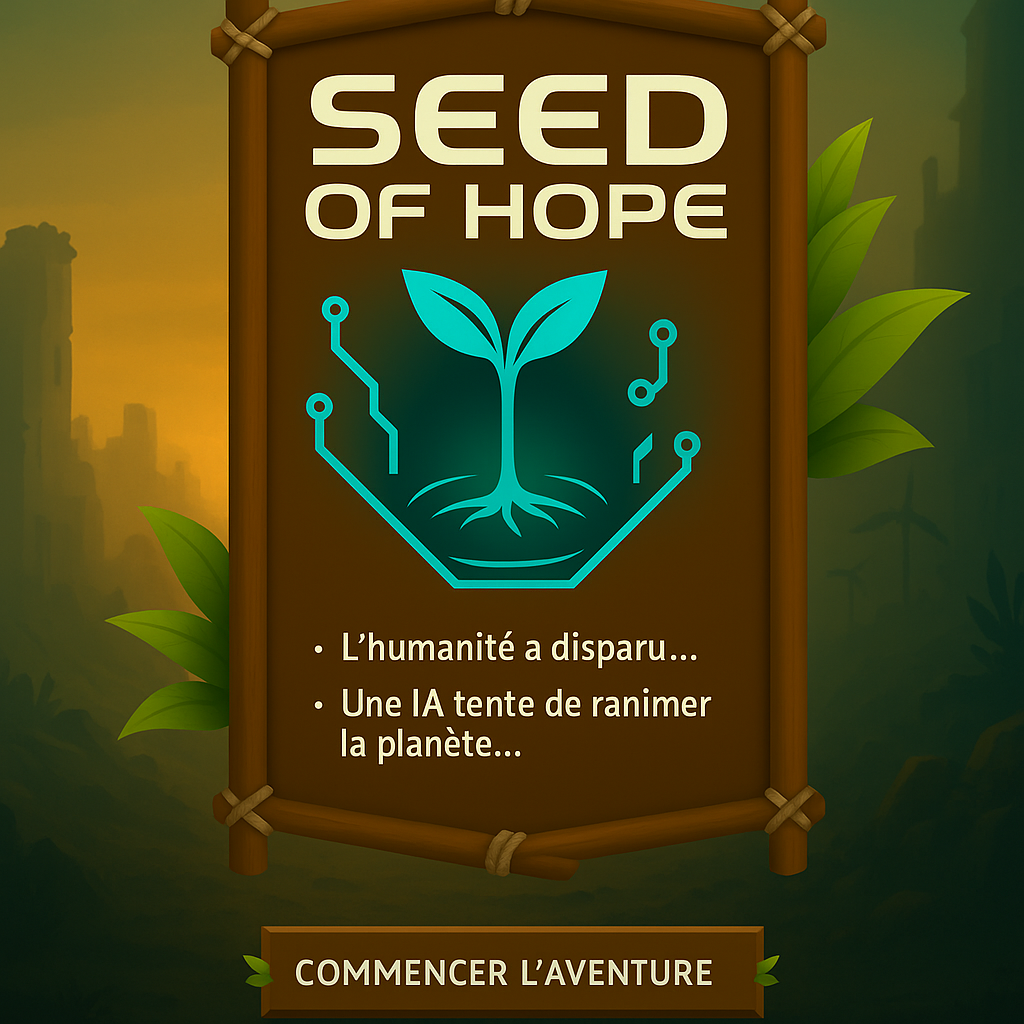 SEED
OF HOPE
• L’humanité a disparu...
• Une IA tente de ranimer
la planète...
COMMENCER L’AVENTURE